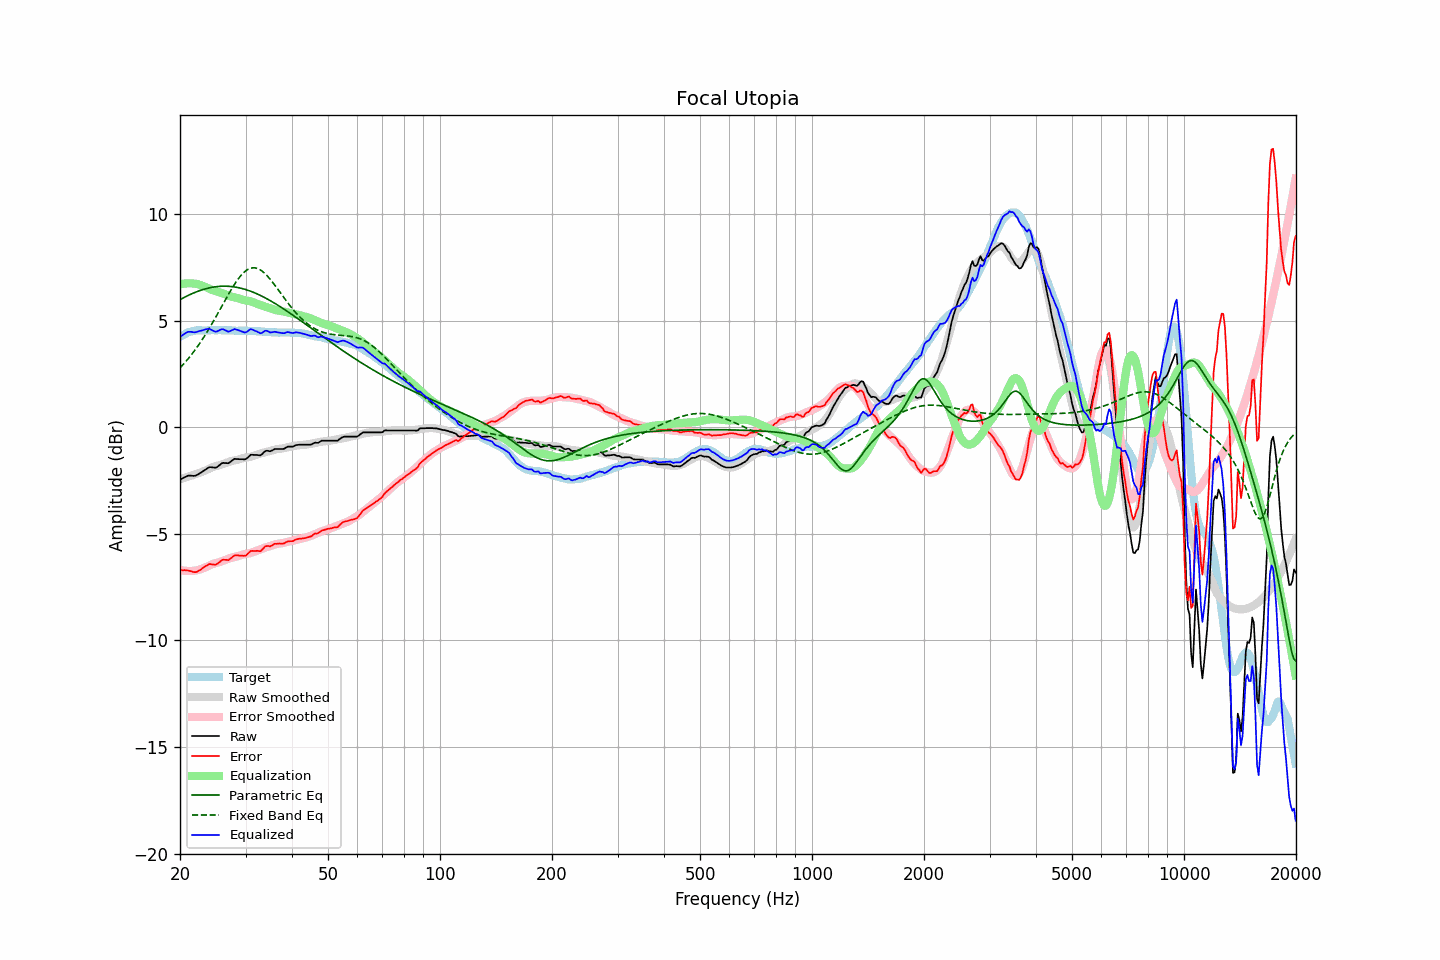 Focal Utopia
Amplitude (dBr)
10
5
0
−5
−10
−15
−20
Target
Raw Smoothed
Error Smoothed
Raw
Error
Equalization
Parametric Eq
Fixed Band Eq
Equalized
20 50 100 200 500 1000 2000 5000 10000 20000
Frequency (Hz)